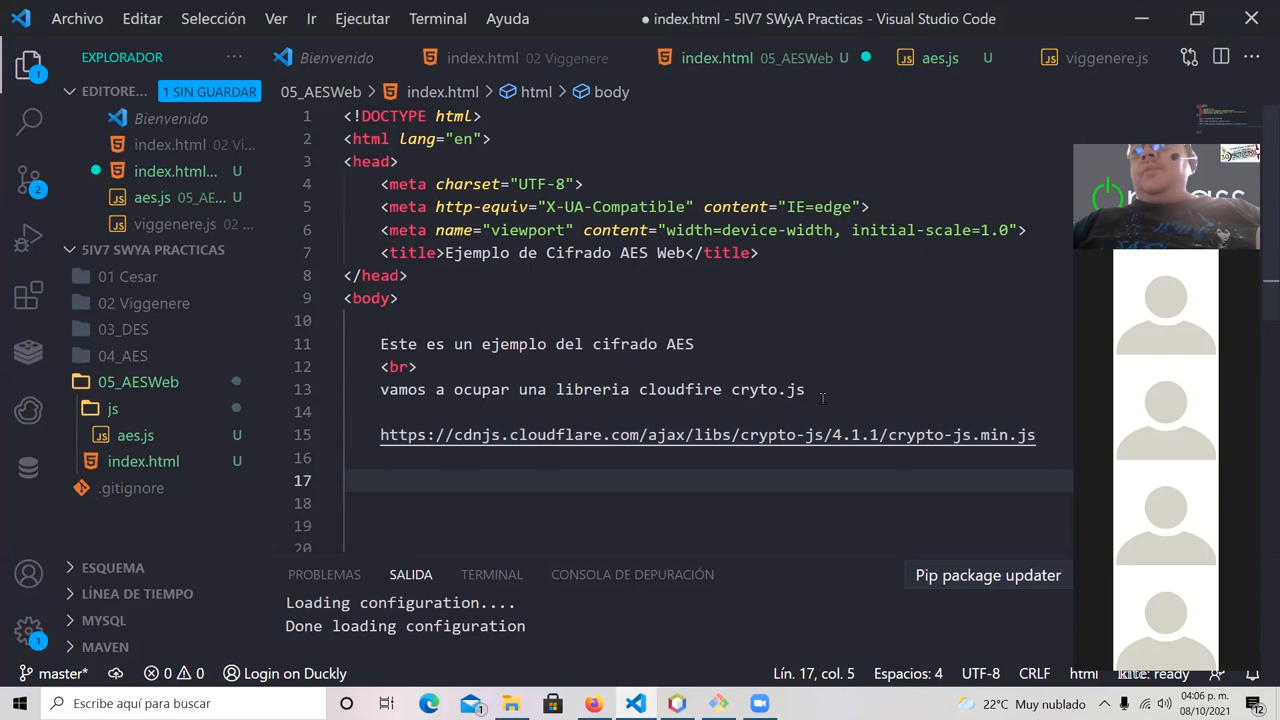 Archivo Editar Selección Ver Ir Ejecutar Terminal Ayuda
● index.html - 5IV7 SWyA Practicas - Visual Studio Code
EXPLORADOR ...
Bienvenido
index.html 02 Viggenere
index.html 05_AESWeb U
aes.js U
viggenere.js
EDITORE... 1 SIN GUARDAR
Bienvenido
index.html 02 Vi...
index.html... U
aes.js 05_AE... U
viggenere.js 02 ...
5IV7 SWYA PRACTICAS
01 Cesar
02 Viggenere
03_DES
04_AES
05_AESWeb
js
aes.js U
index.html U
.gitignore
ESQUEMA
LÍNEA DE TIEMPO
MYSQL
MAVEN
05_AESWeb > index.html > html > body
1 <!DOCTYPE html>
2 <html lang="en">
3 <head>
4 <meta charset="UTF-8">
5 <meta http-equiv="X-UA-Compatible" content="IE=edge">
6 <meta name="viewport" content="width=device-width, initial-scale=1.0">
7 <title>Ejemplo de Cifrado AES Web</title>
8 </head>
9 <body>
10
11 Este es un ejemplo del cifrado AES
12 <br>
13 vamos a ocupar una libreria cloudfire cryto.js
14
15 https://cdnjs.cloudflare.com/ajax/libs/crypto-js/4.1.1/crypto-js.min.js
16
17
18
19
20
PROBLEMAS SALIDA TERMINAL CONSOLA DE DEPURACIÓN
Pip package updater
Loading configuration....
Done loading configuration
master* 0 0 Login on Duckly
Lín. 17, col. 5 Espacios: 4 UTF-8 CRLF html kite: ready
Escribe aquí para buscar
22°C Muy nublado
04:06 p. m.
08/10/2021
12